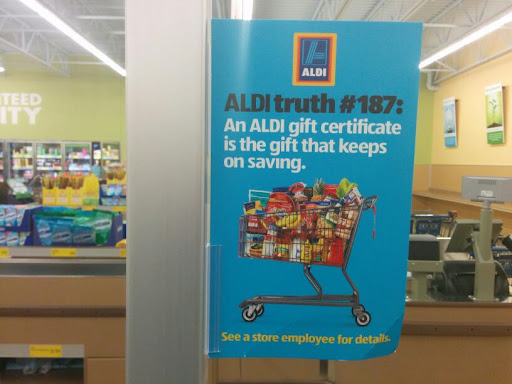 TEED
ITY
ALDI
ALDI truth #187:
An ALDI gift certificate
is the gift that keeps
on saving.
See a store employee for details.